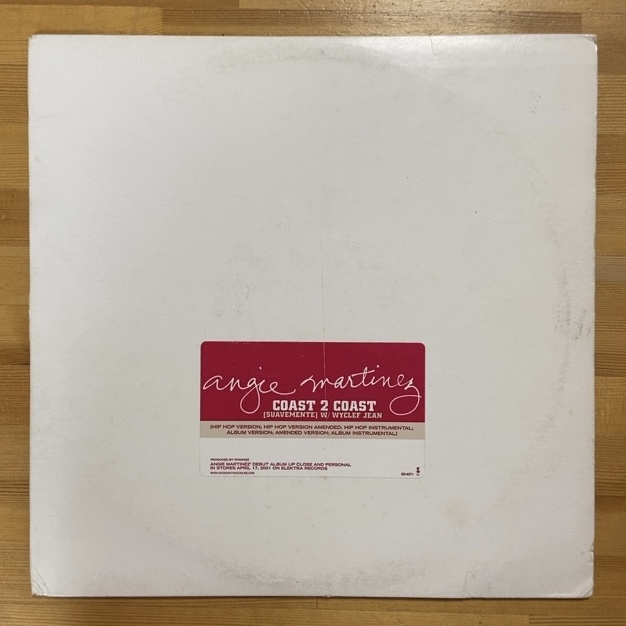 angie martinez
COAST 2 COAST
(SUAVEMENTE) W/ WYCLEF JEAN
(HIP HOP VERSION; HIP HOP VERSION AMENDED; HIP HOP INSTRUMENTAL;
ALBUM VERSION; AMENDED VERSION; ALBUM INSTRUMENTAL)
PRODUCED BY
ANGIE MARTINEZ' DEBUT ALBUM UP CLOSE AND PERSONAL
IN STORES APRIL 17, 2001 ON ELEKTRA RECORDS